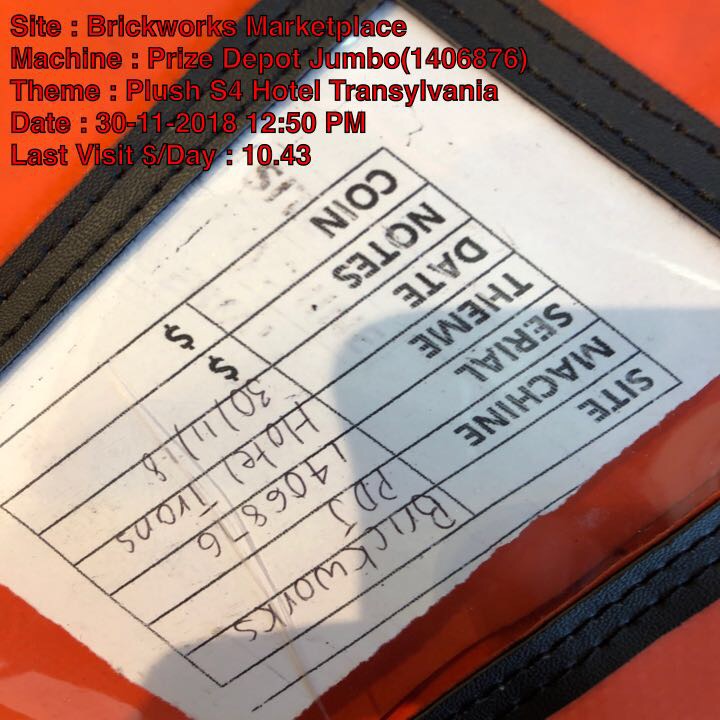 Site : Brickworks Marketplace
Machine : Prize Depot Jumbo(1406876)
Theme : Plush S4 Hotel Transylvania
Date : 30-11-2018 12:50 PM
Last Visit $/Day : 10.43
SITE Brickworks
MACHINE PDJ
SERIAL 1406876
THEME Hotel Trans
DATE 30/11/18
NOTES $
COIN $